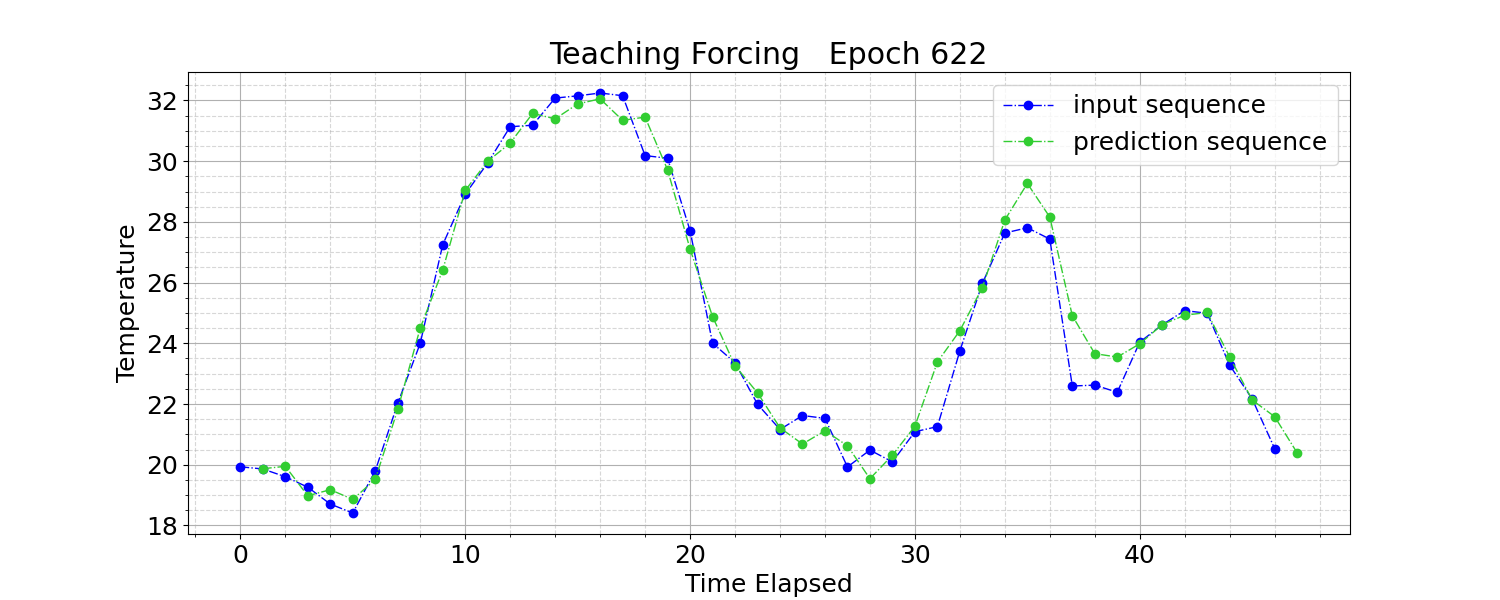 Teaching Forcing   Epoch 622
input sequence
prediction sequence
Temperature
32
30
28
26
24
22
20
18
0 10 20 30 40
Time Elapsed